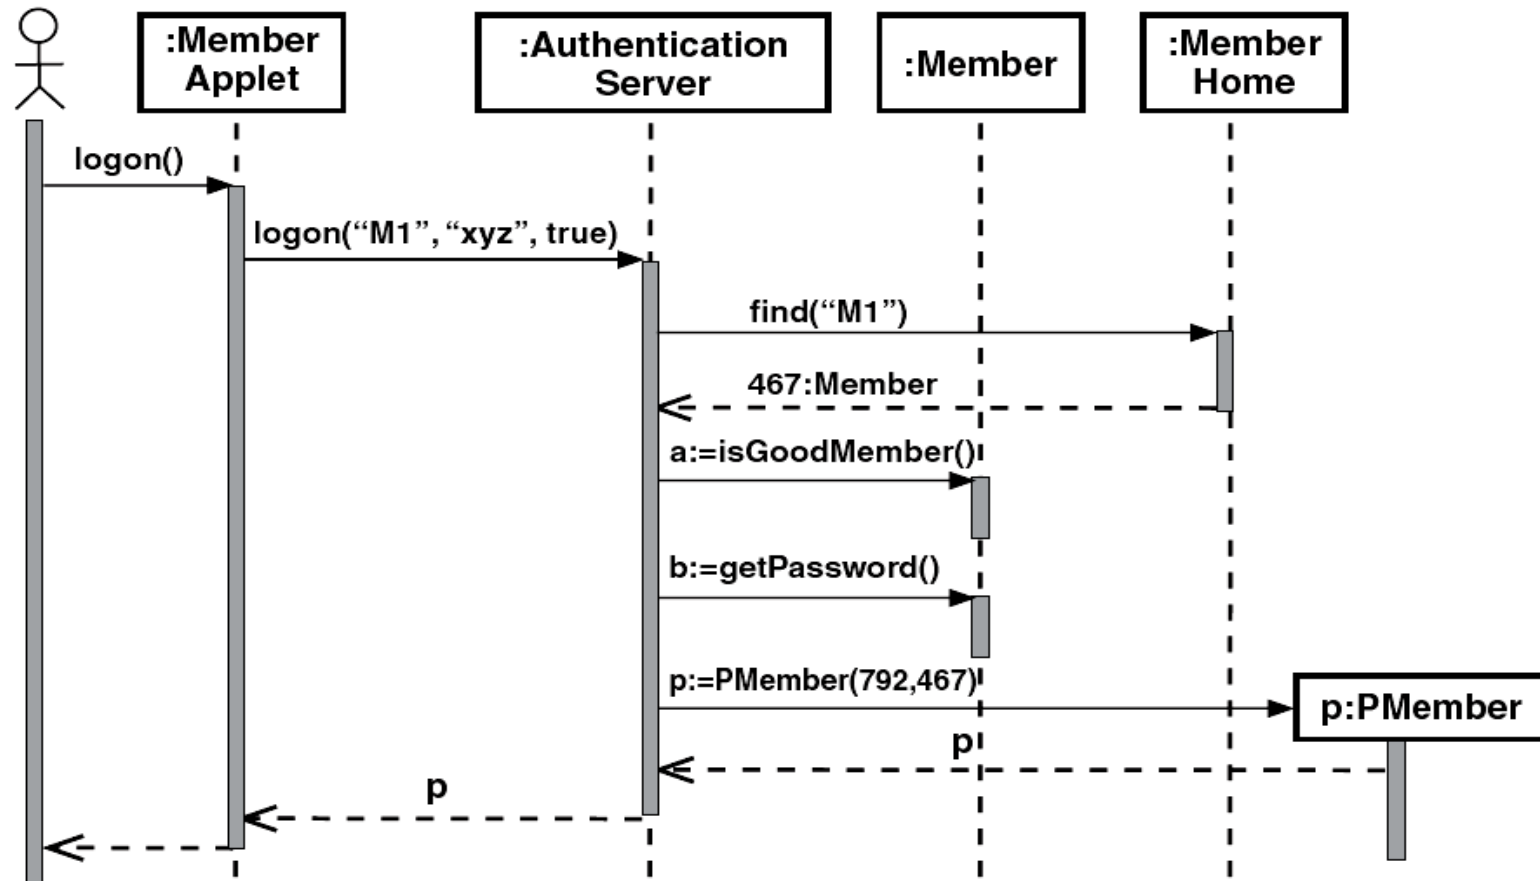 :Member
Applet
:Authentication
Server
:Member
:Member
Home
logon()
logon(“M1”, “xyz”, true)
find(“M1”)
467:Member
a:=isGoodMember()
b:=getPassword()
p:=PMember(792,467)
p:PMember
p
p